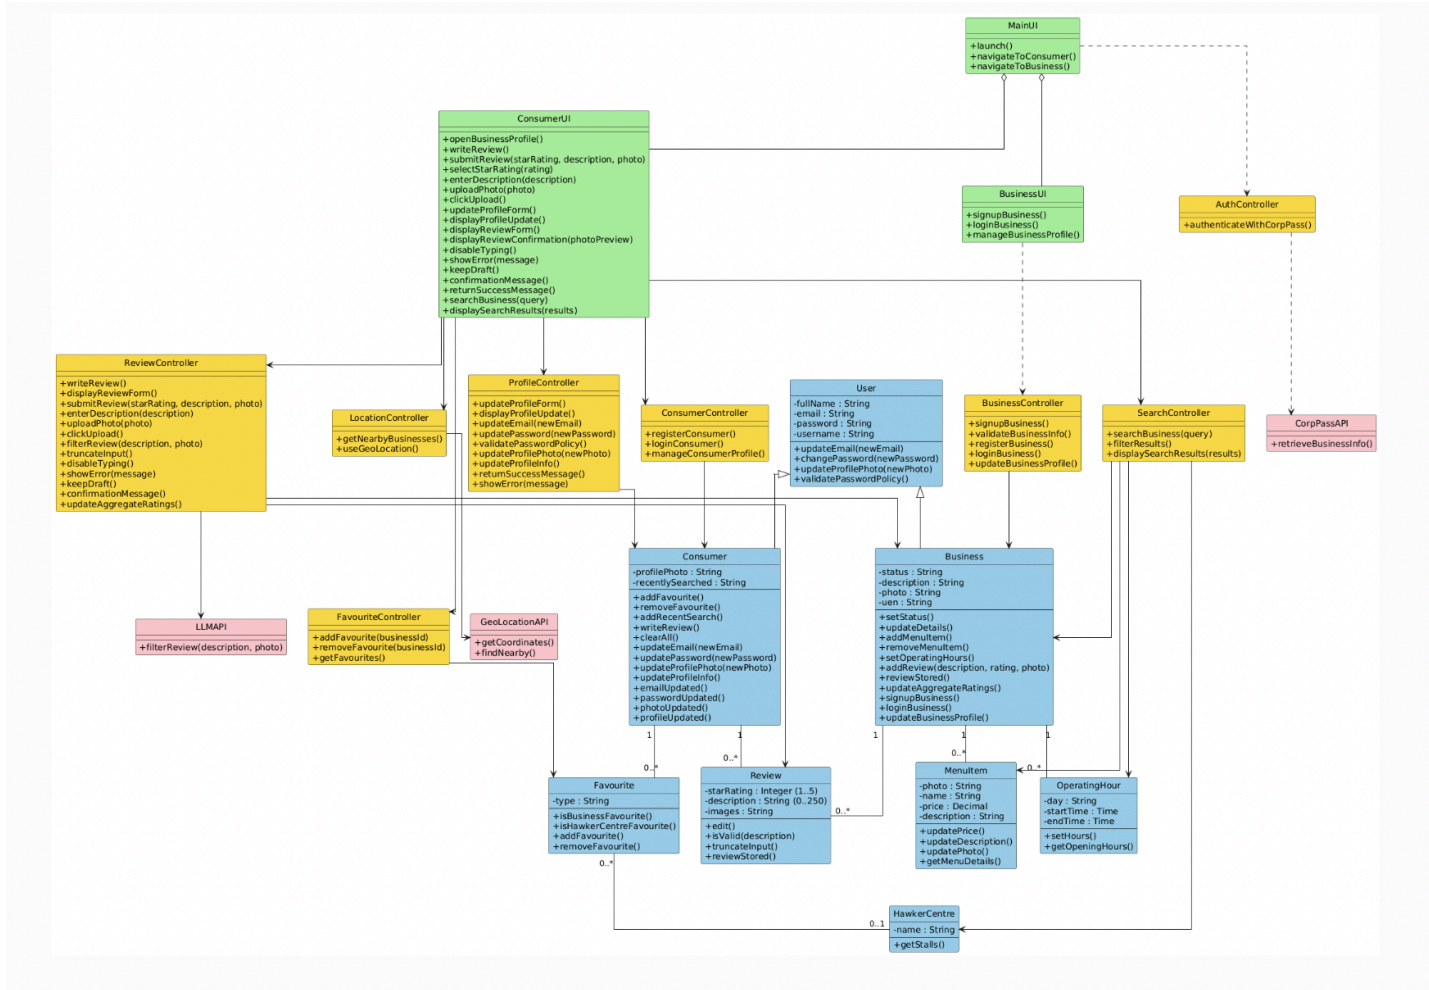 MainUI
+launch()
+navigateToConsumer()
+navigateToBusiness()
ConsumerUI
+openBusinessProfile()
+writeReview()
+submitReview(starRating, description, photo)
+selectStarRating(rating)
+enterDescription(description)
+uploadPhoto(photo)
+clickUpload()
+updateProfileForm()
+displayProfileUpdate()
+displayReviewForm()
+displayReviewConfirmation(photoPreview)
+disableTyping()
+showError(message)
+keepDraft()
+confirmationMessage()
+returnSuccessMessage()
+searchBusiness(query)
+displaySearchResults(results)
BusinessUI
+signupBusiness()
+loginBusiness()
+manageBusinessProfile()
AuthController
+authenticateWithCorpPass()
ReviewController
+writeReview()
+displayReviewForm()
+submitReview(starRating, description, photo)
+enterDescription(description)
+uploadPhoto(photo)
+clickUpload()
+filterReview(description, photo)
+truncateInput()
+disableTyping()
+showError(message)
+keepDraft()
+confirmationMessage()
+updateAggregateRatings()
LocationController
+getNearbyBusinesses()
+useGeoLocation()
ProfileController
+updateProfileForm()
+displayProfileUpdate()
+updateEmail(newEmail)
+updatePassword(newPassword)
+validatePasswordPolicy()
+updateProfilePhoto(newPhoto)
+updateProfileInfo()
+returnSuccessMessage()
+showError(message)
ConsumerController
+registerConsumer()
+loginConsumer()
+manageConsumerProfile()
User
-fullName : String
-email : String
-password : String
-username : String
+updateEmail(newEmail)
+changePassword(newPassword)
+updateProfilePhoto(newPhoto)
+validatePasswordPolicy()
BusinessController
+signupBusiness()
+validateBusinessInfo()
+registerBusiness()
+loginBusiness()
+updateBusinessProfile()
SearchController
+searchBusiness(query)
+filterResults()
+displaySearchResults(results)
CorpPassAPI
+retrieveBusinessInfo()
LLMAPI
+filterReview(description, photo)
FavouriteController
+addFavourite(businessId)
+removeFavourite(businessId)
+getFavourites()
GeoLocationAPI
+getCoordinates()
+findNearby()
Consumer
-profilePhoto : String
-recentlySearched : String
+addFavourite()
+removeFavourite()
+addRecentSearch()
+writeReview()
+clearAll()
+updateEmail(newEmail)
+updatePassword(newPassword)
+updateProfilePhoto(newPhoto)
+updateProfileInfo()
+emailUpdated()
+passwordUpdated()
+photoUpdated()
+profileUpdated()
Business
-status : String
-description : String
-photo : String
-uen : String
+setStatus()
+updateDetails()
+addMenuItem()
+removeMenuItem()
+setOperatingHours()
+addReview(description, rating, photo)
+reviewStored()
+updateAggregateRatings()
+signupBusiness()
+loginBusiness()
+updateBusinessProfile()
1
1
1
1
1
0..*
0..*
0..*
0..*
0..*
Favourite
-type : String
+isBusinessFavourite()
+isHawkerCentreFavourite()
+addFavourite()
+removeFavourite()
Review
-starRating : Integer (1..5)
-description : String (0..250)
-images : String
+edit()
+isValid(description)
+truncateInput()
+reviewStored()
MenuItem
-photo : String
-name : String
-price : Decimal
-description : String
+updatePrice()
+updateDescription()
+updatePhoto()
+getMenuDetails()
OperatingHour
-day : String
-startTime : Time
-endTime : Time
+setHours()
+getOpeningHours()
0..*
0..1
HawkerCentre
-name : String
+getStalls()